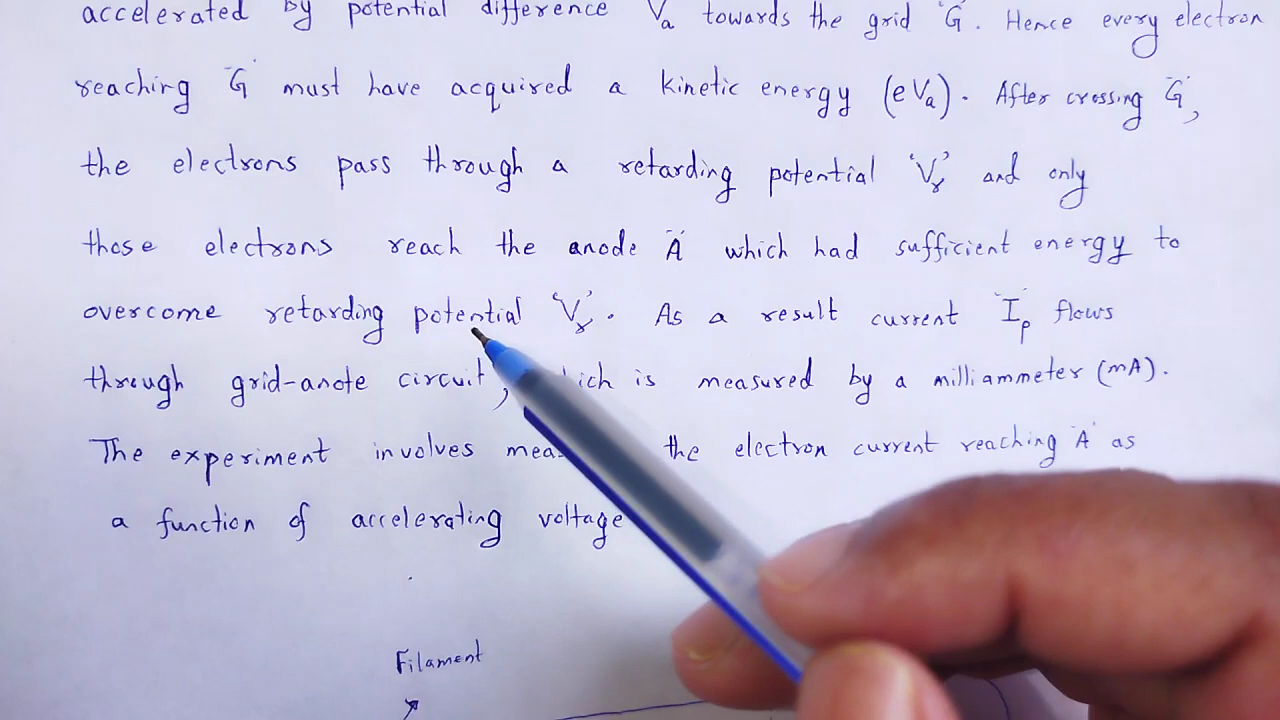 accelerated by potential difference Va towards the grid 'G'. Hence every electron
reaching 'G' must have acquired a kinetic energy (eVa). After crossing 'G',
the electrons pass through a retarding potential 'Vr' and only
those electrons reach the anode 'A' which had sufficient energy to
overcome retarding potential 'Vr'. As a result current 'Ip' flows
through grid-anote circuit, is measured by a milliammeter (mA).
The experiment involves the electron current reaching 'A' as
a function of accelerating voltage
Filament